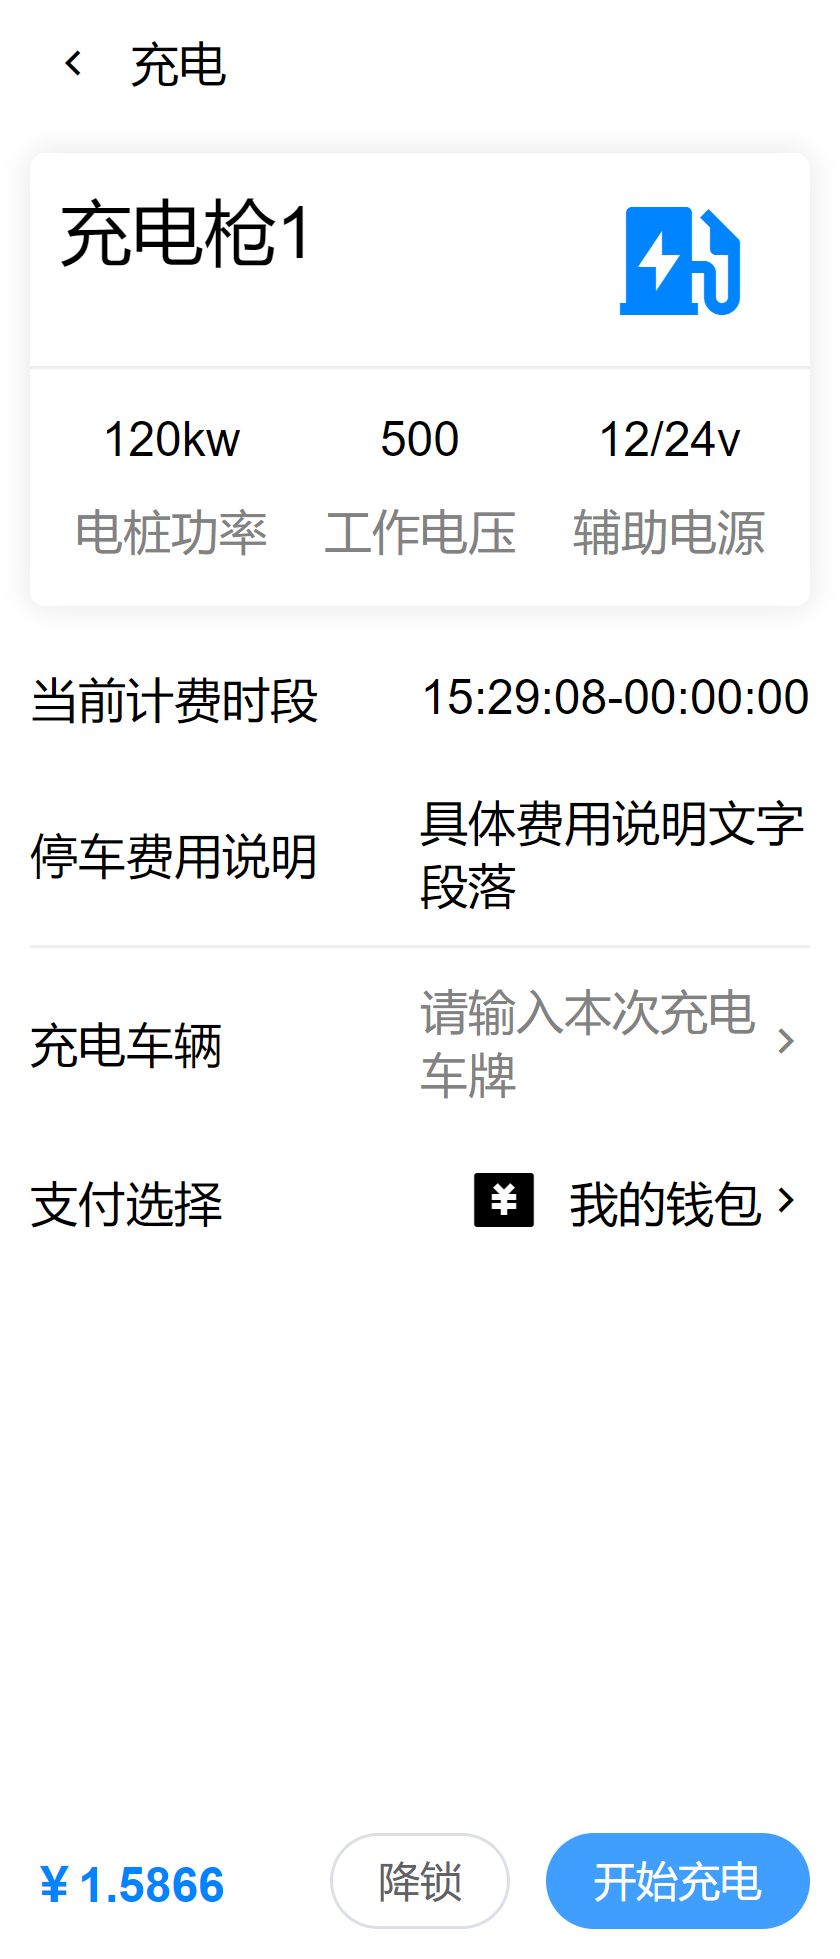 充电
充电枪1
120kw 500 12/24v
电桩功率 工作电压 辅助电源
当前计费时段 15:29:08-00:00:00
停车费用说明 具体费用说明文字
段落
充电车辆 请输入本次充电
车牌
支付选择 ¥ 我的钱包
¥1.5866 降锁 开始充电